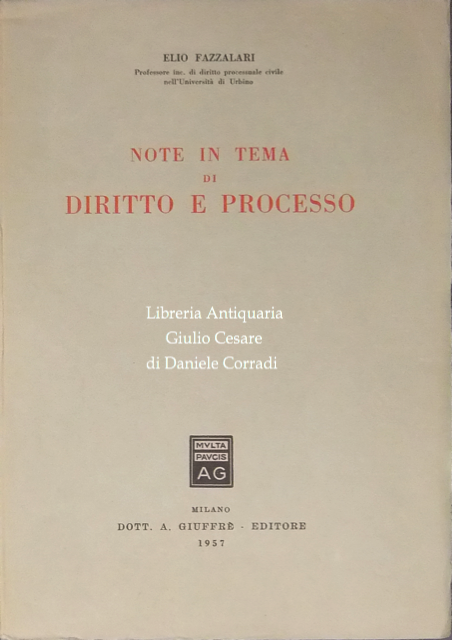 ELIO FAZZALARI
Professore inc. di diritto processuale civile
nell'Università di Urbino
NOTE IN TEMA
DI
DIRITTO E PROCESSO
Libreria Antiquaria
Giulio Cesare
di Daniele Corradi
MVLTA
PAVCIS
AG
MILANO
DOTT. A. GIUFFRÈ - EDITORE
1957